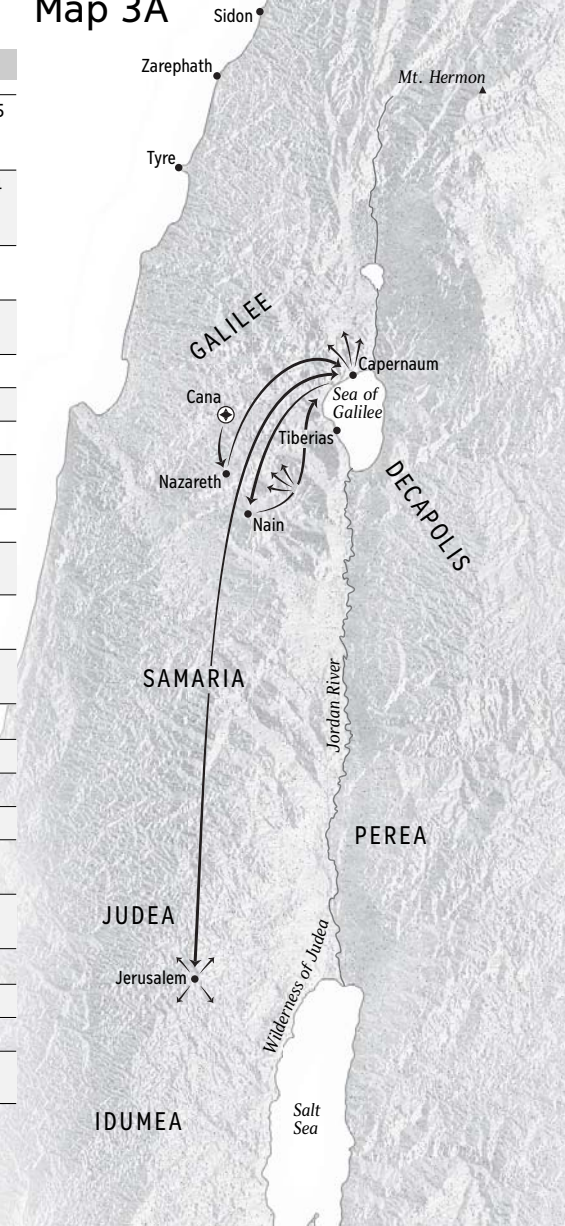 Map 3A
Sidon
Zarephath
Mt. Hermon
5
Tyre
GALILEE
Capernaum
Cana
Sea of
Galilee
Tiberias
Nazareth
DECAPOLIS
Nain
SAMARIA
Jordan River
PEREA
JUDEA
Wilderness of Judea
Jerusalem
Salt
Sea
IDUMEA